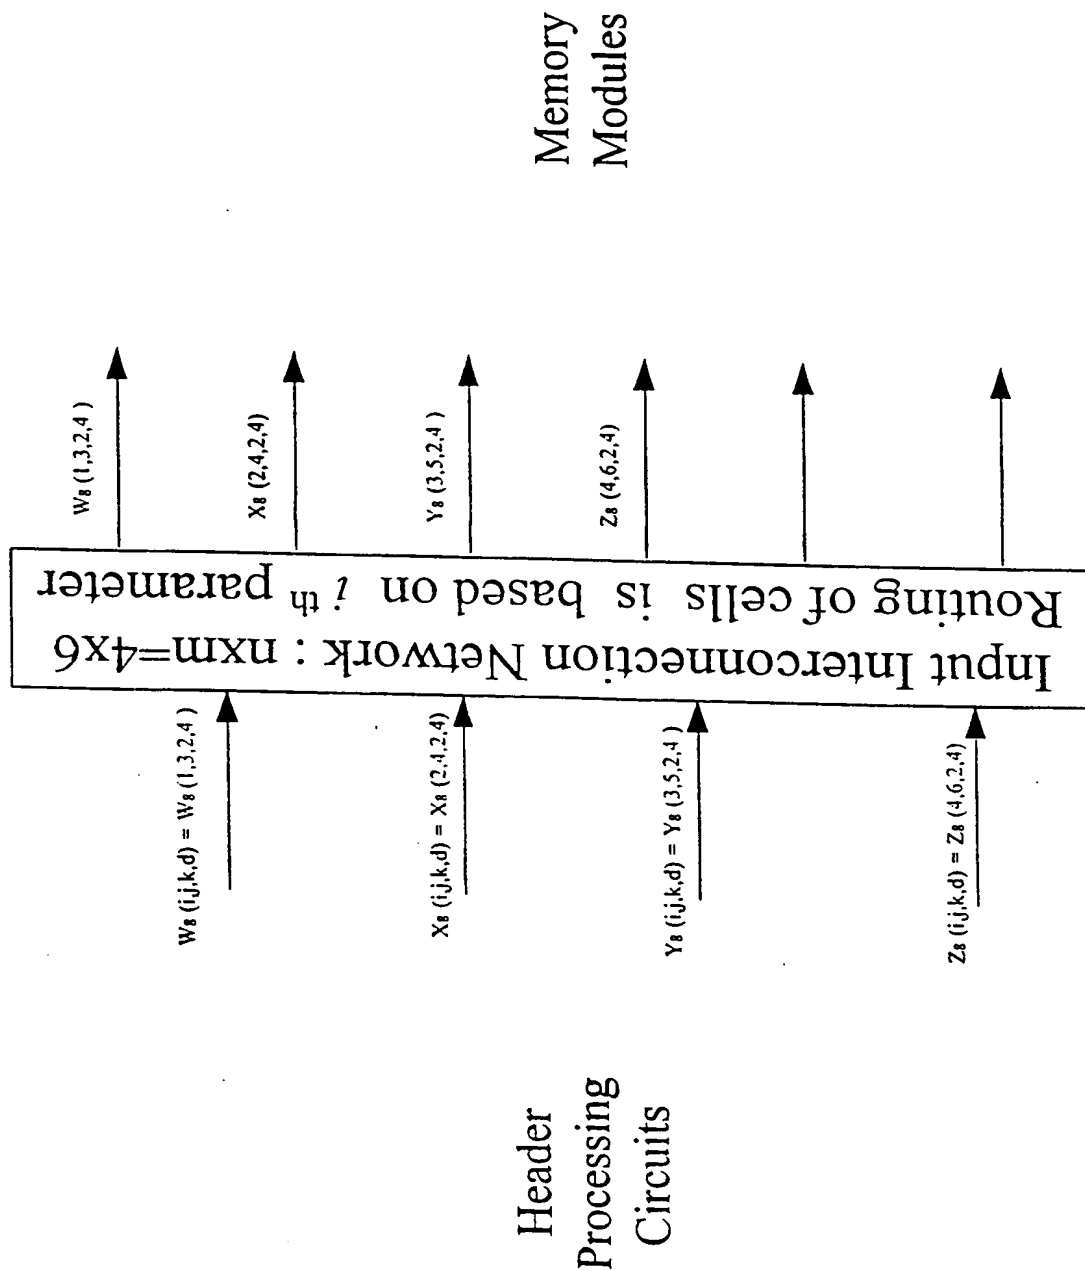 Header
Processing
Circuits
W8 (i,j,k,d) = W8 (1,3,2,4 )
X8 (i,j,k,d) = X8 (2,4,2,4)
Y8 (i,j,k,d) = Y8 (3,5,2,4 )
Z8 (i,j,k,d) = Z8 (4,6,2,4)
Input Interconnection Network : nxm=4x6
Routing of cells is based on i th parameter
W8 (1,3,2,4 )
X8 (2,4,2,4)
Y8 (3,5,2,4 )
Z8 (4,6,2,4)
Memory
Modules